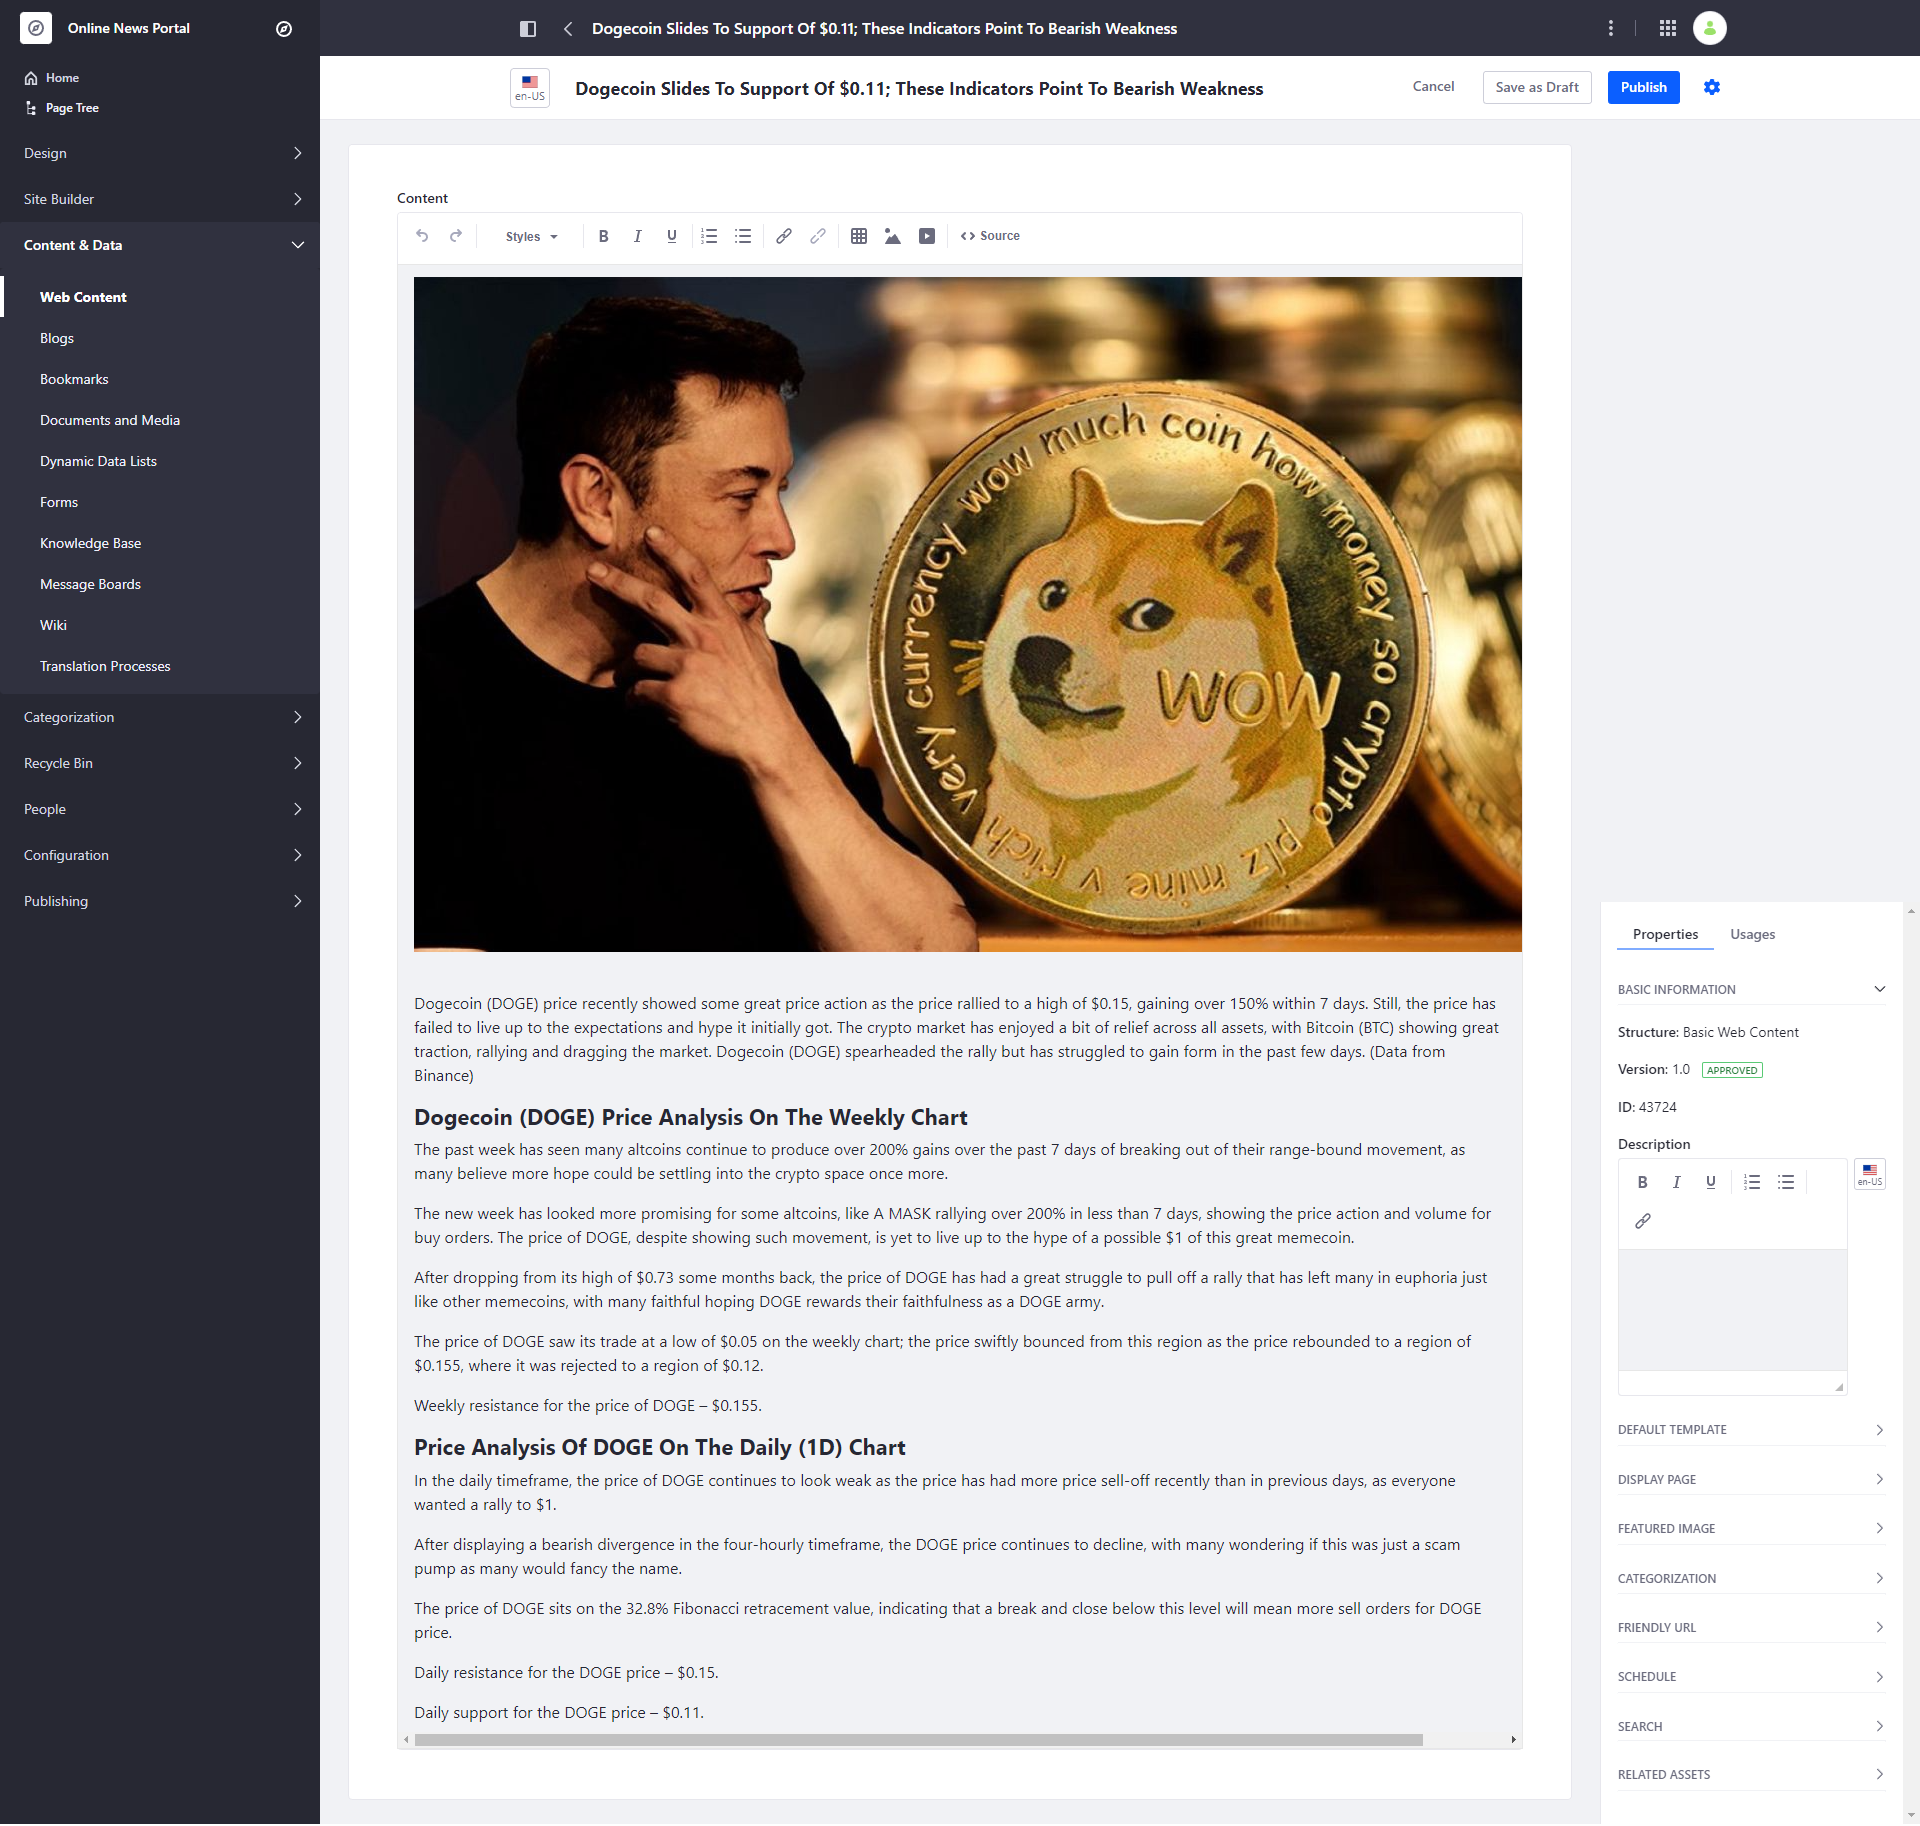 Online News Portal
Home
Page Tree
Design
Site Builder
Content & Data
Web Content
Blogs
Bookmarks
Documents and Media
Dynamic Data Lists
Forms
Knowledge Base
Message Boards
Wiki
Translation Processes
Categorization
Recycle Bin
People
Configuration
Publishing
Dogecoin Slides To Support Of $0.11; These Indicators Point To Bearish Weakness
en-US
Dogecoin Slides To Support Of $0.11; These Indicators Point To Bearish Weakness
Cancel
Save as Draft
Publish
Content
Styles
B I U
Source
very currency wow much coin how money so crypto plz mine v rich
WOW
Dogecoin (DOGE) price recently showed some great price action as the price rallied to a high of $0.15, gaining over 150% within 7 days. Still, the price has
failed to live up to the expectations and hype it initially got. The crypto market has enjoyed a bit of relief across all assets, with Bitcoin (BTC) showing great
traction, rallying and dragging the market. Dogecoin (DOGE) spearheaded the rally but has struggled to gain form in the past few days. (Data from
Binance)
Dogecoin (DOGE) Price Analysis On The Weekly Chart
The past week has seen many altcoins continue to produce over 200% gains over the past 7 days of breaking out of their range-bound movement, as
many believe more hope could be settling into the crypto space once more.
The new week has looked more promising for some altcoins, like A MASK rallying over 200% in less than 7 days, showing the price action and volume for
buy orders. The price of DOGE, despite showing such movement, is yet to live up to the hype of a possible $1 of this great memecoin.
After dropping from its high of $0.73 some months back, the price of DOGE has had a great struggle to pull off a rally that has left many in euphoria just
like other memecoins, with many faithful hoping DOGE rewards their faithfulness as a DOGE army.
The price of DOGE saw its trade at a low of $0.05 on the weekly chart; the price swiftly bounced from this region as the price rebounded to a region of
$0.155, where it was rejected to a region of $0.12.
Weekly resistance for the price of DOGE – $0.155.
Price Analysis Of DOGE On The Daily (1D) Chart
In the daily timeframe, the price of DOGE continues to look weak as the price has had more price sell-off recently than in previous days, as everyone
wanted a rally to $1.
After displaying a bearish divergence in the four-hourly timeframe, the DOGE price continues to decline, with many wondering if this was just a scam
pump as many would fancy the name.
The price of DOGE sits on the 32.8% Fibonacci retracement value, indicating that a break and close below this level will mean more sell orders for DOGE
price.
Daily resistance for the DOGE price – $0.15.
Daily support for the DOGE price – $0.11.
Properties
Usages
BASIC INFORMATION
Structure: Basic Web Content
Version: 1.0 APPROVED
ID: 43724
Description
B I U
en-US
DEFAULT TEMPLATE
DISPLAY PAGE
FEATURED IMAGE
CATEGORIZATION
FRIENDLY URL
SCHEDULE
SEARCH
RELATED ASSETS